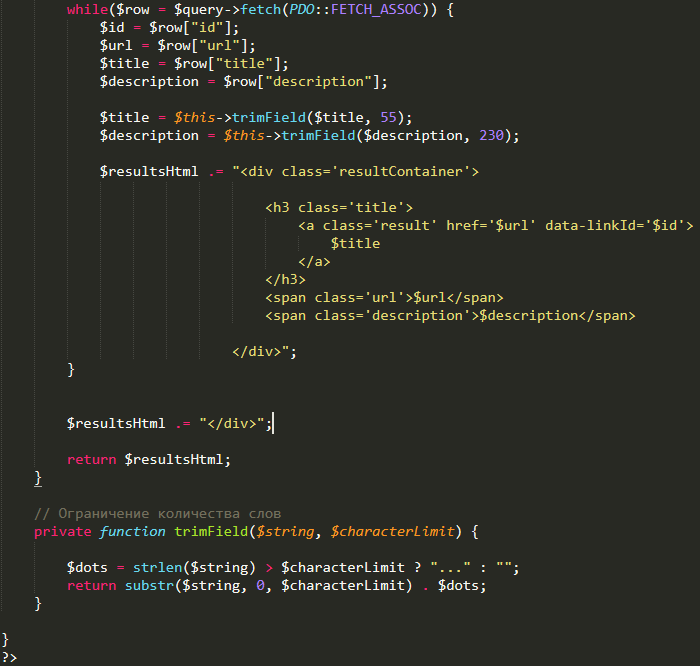 while($row = $query->fetch(PDO::FETCH_ASSOC)) {
$id = $row["id"];
$url = $row["url"];
$title = $row["title"];
$description = $row["description"];
$title = $this->trimField($title, 55);
$description = $this->trimField($description, 230);
$resultsHtml .= "<div class='resultContainer'>
<h3 class='title'>
<a class='result' href='$url' data-linkId='$id'>
$title
</a>
</h3>
<span class='url'>$url</span>
<span class='description'>$description</span>
</div>";
}
$resultsHtml .= "</div>";
return $resultsHtml;
}
// Ограничение количества слов
private function trimField($string, $characterLimit) {
$dots = strlen($string) > $characterLimit ? "..." : "";
return substr($string, 0, $characterLimit) . $dots;
}
}
?>